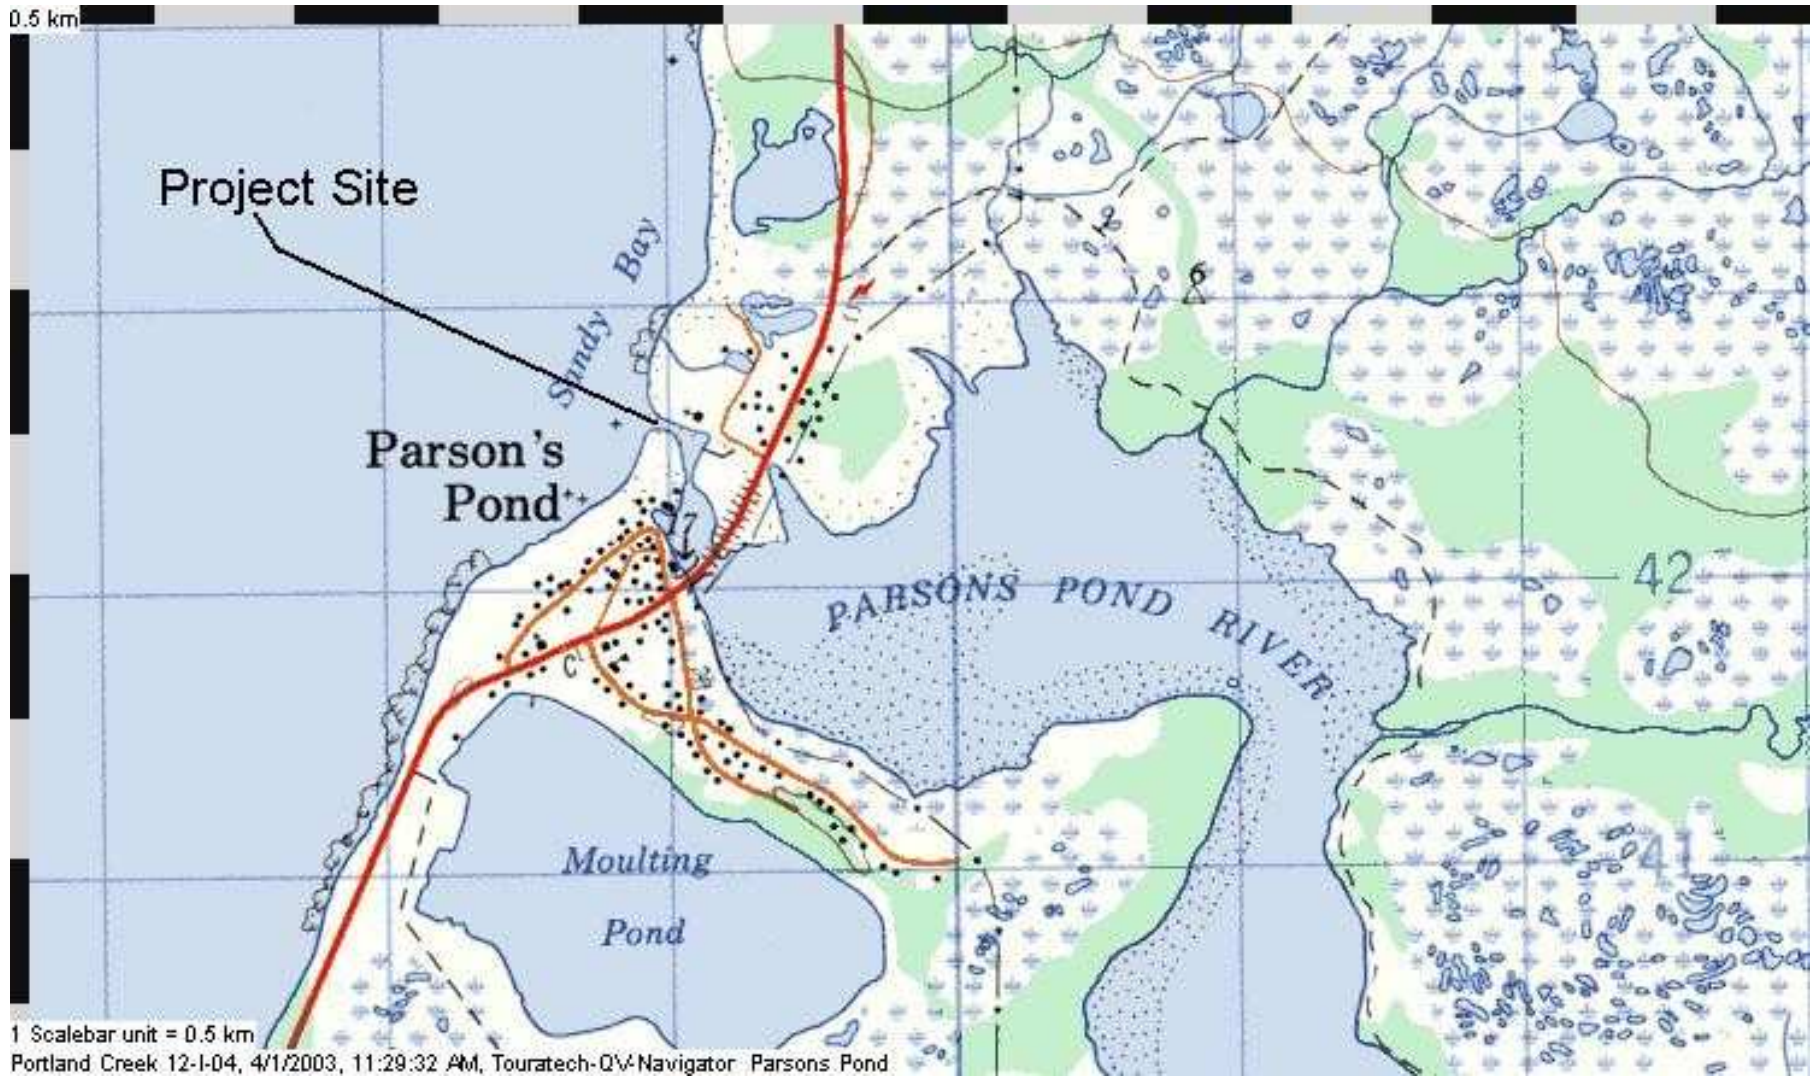 0.5 km
Project Site
Sandy Bay
6
Parson's
Pond
7
42
PARSONS POND RIVER
C
41
Moulting
Pond
1 Scalebar unit = 0.5 km
Portland Creek 12-I-04, 4/1/2003, 11:29:32 AM, Touratech-QV-Navigator Parsons Pond